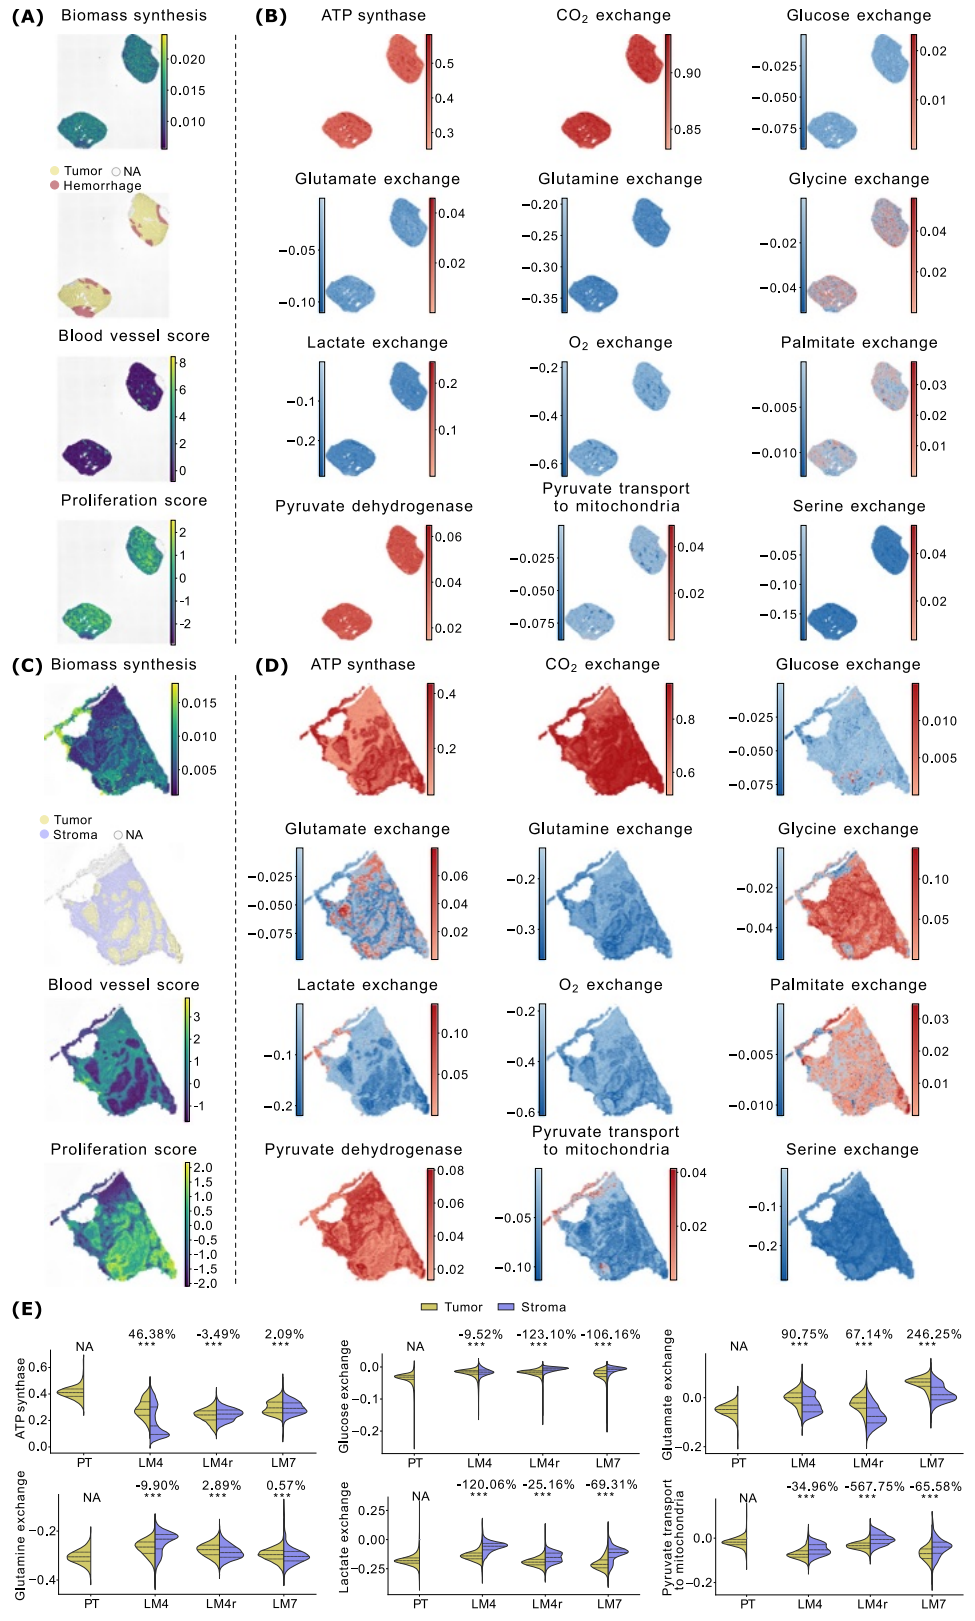 (A) Biomass synthesis
0.020
0.015
0.010
Tumor NA
Hemorrhage
Blood vessel score
8
6
4
2
0
Proliferation score
2
1
0
−1
−2
(B) ATP synthase
0.5
0.4
0.3
CO2 exchange
0.90
0.85
Glucose exchange
−0.025
−0.050
−0.075
0.02
0.01
Glutamate exchange
−0.05
−0.10
0.04
0.02
Glutamine exchange
−0.20
−0.25
−0.30
−0.35
Glycine exchange
−0.02
−0.04
0.04
0.02
Lactate exchange
−0.1
−0.2
0.2
0.1
O2 exchange
−0.2
−0.4
−0.6
Palmitate exchange
−0.005
−0.010
0.03
0.02
0.01
Pyruvate dehydrogenase
0.06
0.04
0.02
Pyruvate transport
to mitochondria
−0.025
−0.050
−0.075
0.04
0.02
Serine exchange
−0.05
−0.10
−0.15
0.04
0.02
(C) Biomass synthesis
0.015
0.010
0.005
Tumor
Stroma NA
Blood vessel score
3
2
1
0
−1
Proliferation score
2.0
1.5
1.0
0.5
0.0
−0.5
−1.0
−1.5
−2.0
(D) ATP synthase
0.4
0.2
CO2 exchange
0.8
0.6
Glucose exchange
−0.025
−0.050
−0.075
0.010
0.005
Glutamate exchange
−0.025
−0.050
−0.075
0.06
0.04
0.02
Glutamine exchange
−0.2
−0.3
Glycine exchange
−0.02
−0.04
0.10
0.05
Lactate exchange
−0.1
−0.2
0.10
0.05
O2 exchange
−0.2
−0.4
−0.6
Palmitate exchange
−0.005
−0.010
0.03
0.02
0.01
Pyruvate dehydrogenase
0.08
0.06
0.04
0.02
Pyruvate transport
to mitochondria
−0.05
−0.10
0.04
0.02
Serine exchange
−0.1
−0.2
(E)
Tumor Stroma
ATP synthase
0.6
0.4
0.2
0.0
NA 46.38% -3.49% 2.09%
*** *** ***
PT LM4 LM4r LM7
Glucose exchange
0.0
−0.1
−0.2
NA -9.52% -123.10% -106.16%
*** *** ***
PT LM4 LM4r LM7
Glutamate exchange
0.0
−0.2
NA 90.75% 67.14% 246.25%
*** *** ***
PT LM4 LM4r LM7
Glutamine exchange
−0.2
−0.4
NA -9.90% 2.89% 0.57%
*** *** ***
PT LM4 LM4r LM7
Lactate exchange
0.25
0.00
−0.25
NA -120.06% -25.16% -69.31%
*** *** ***
PT LM4 LM4r LM7
Pyruvate transport
to mitochondria
0.0
−0.2
NA -34.96% -567.75% -65.58%
*** *** ***
PT LM4 LM4r LM7